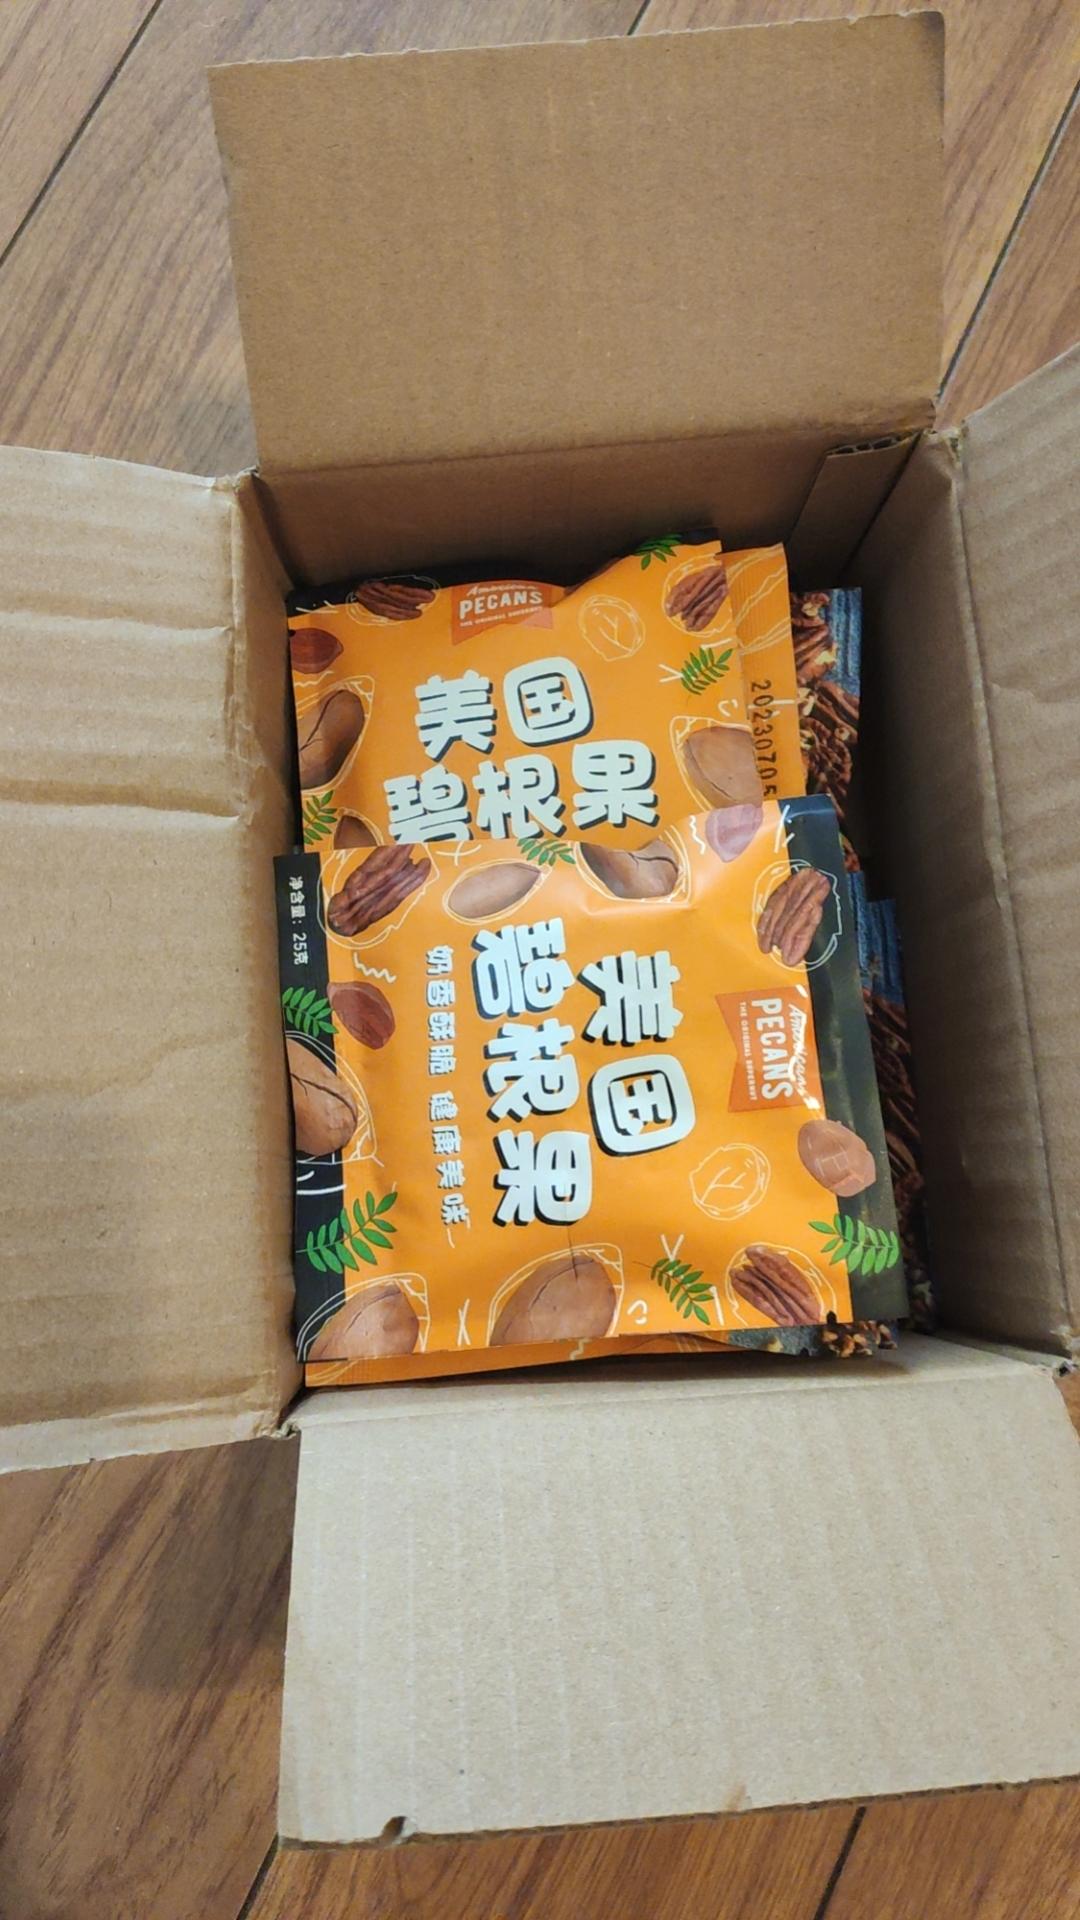 American
PECANS
THE ORIGINAL SUPERNUT
美国
碧根果
20230705
American
PECANS
THE ORIGINAL SUPERNUT
美国
碧根果
奶香酥脆 健康美味
净含量：25克